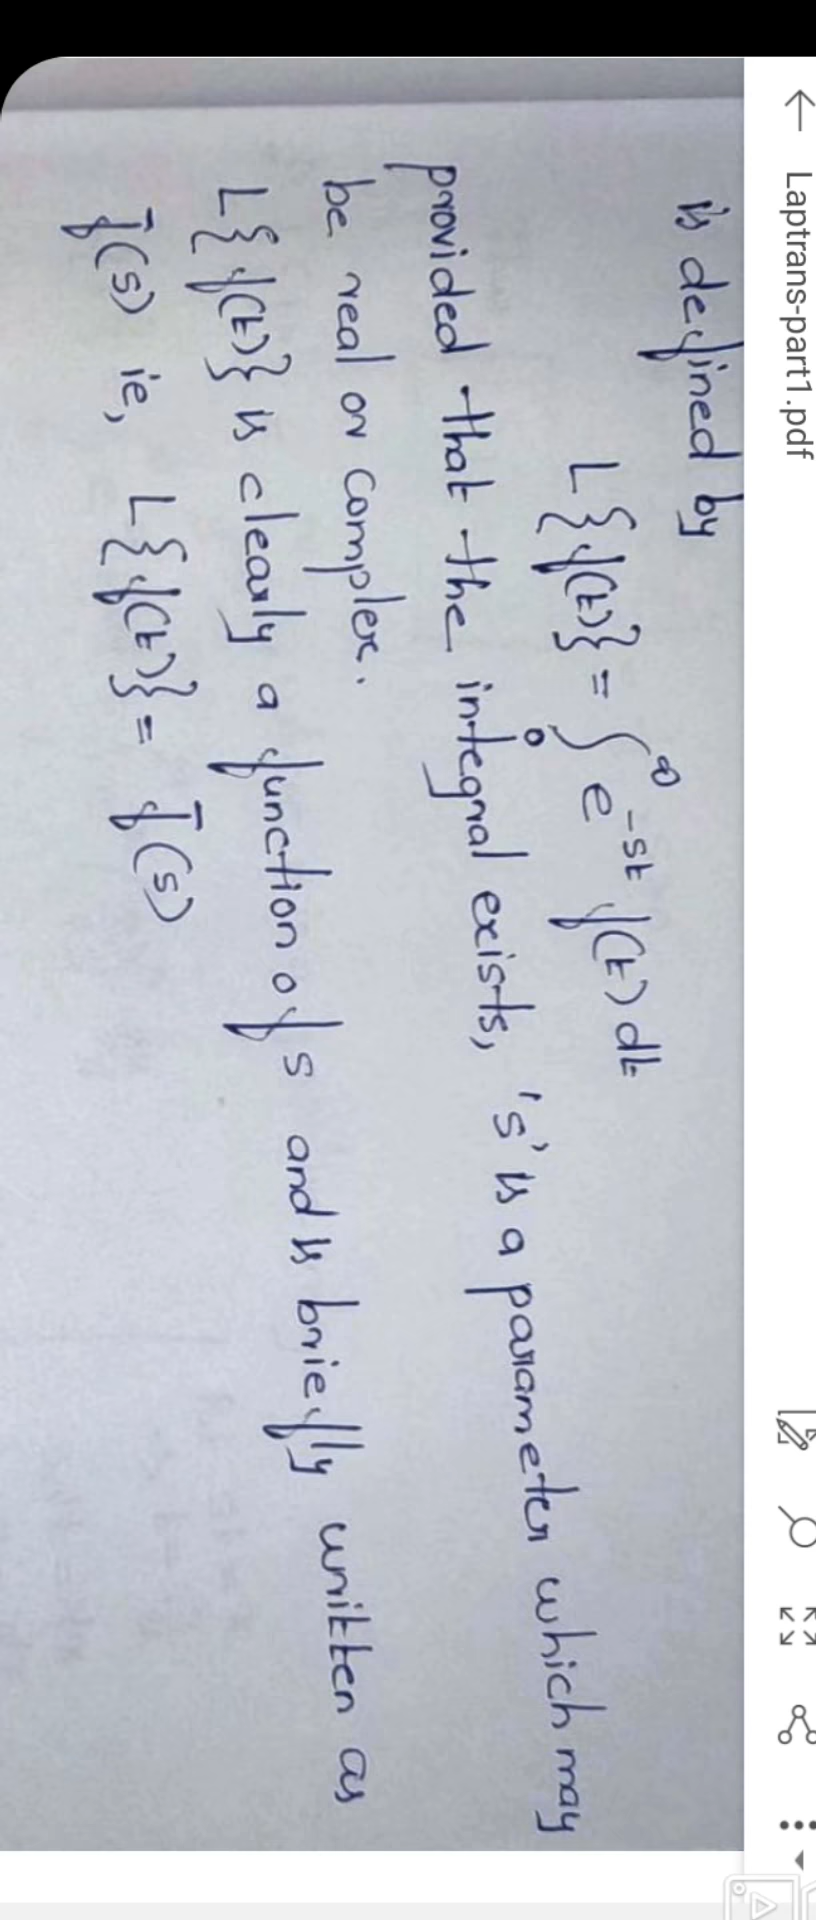 Laptrans-part1.pdf
is defined by
L{f(t)} = ∫₀^∞ e^{-st} f(t) dt
provided that the integral exists, 's' is a parameter which may
be real or complex.
L{f(t)} is clearly a function of s and is briefly written as
f̄(s) ie, L{f(t)} = f̄(s)